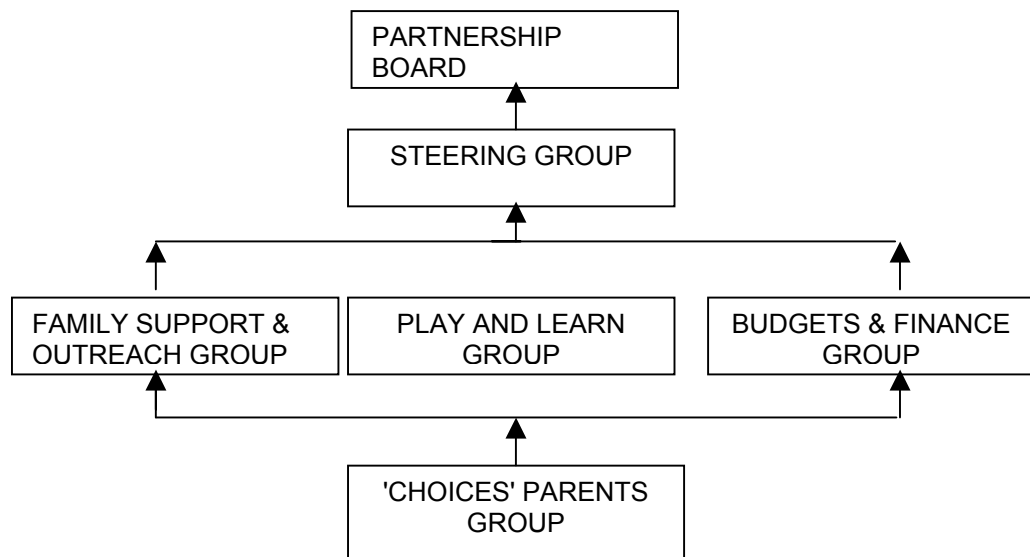 PARTNERSHIP
BOARD
STEERING GROUP
FAMILY SUPPORT &
OUTREACH GROUP
PLAY AND LEARN
GROUP
BUDGETS & FINANCE
GROUP
'CHOICES' PARENTS
GROUP